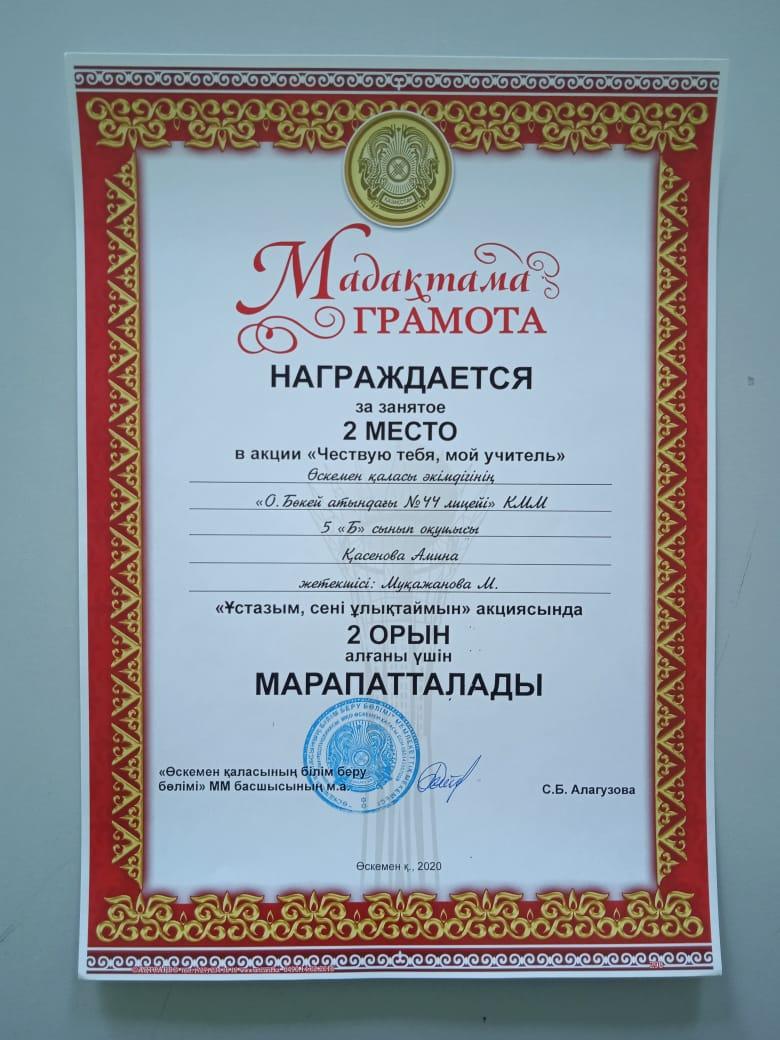 ҚАЗАҚСТАН
Мадақтама
ГРАМОТА
НАГРАЖДАЕТСЯ
за занятое
2 МЕСТО
в акции «Чествую тебя, мой учитель»
Өскемен қаласы әкімдігінің
«О.Бөкей атындағы №44 лицейі» КММ
5 «Б» сынып оқушысы
Қасенова Амина
жетекшісі: Мұқажанова М.
«Ұстазым, сені ұлықтаймын» акциясында
2 ОРЫН
алғаны үшін
МАРАПАТТАЛАДЫ
«Өскемен қаласының білім беру
бөлімі» ММ басшысының м.а.
С.Б. Алагузова
Өскемен қ., 2020